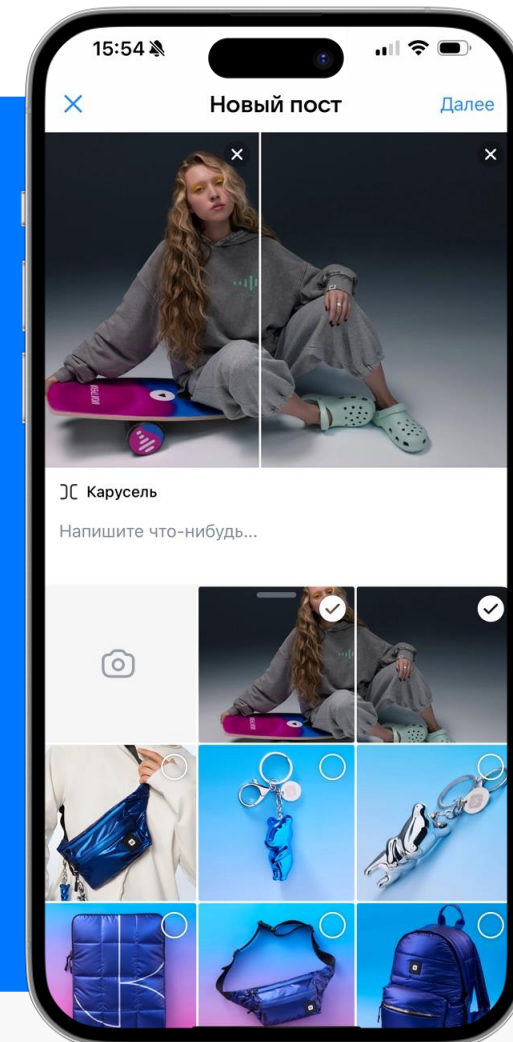 15:54
Новый пост
Далее
Карусель
Напишите что-нибудь...